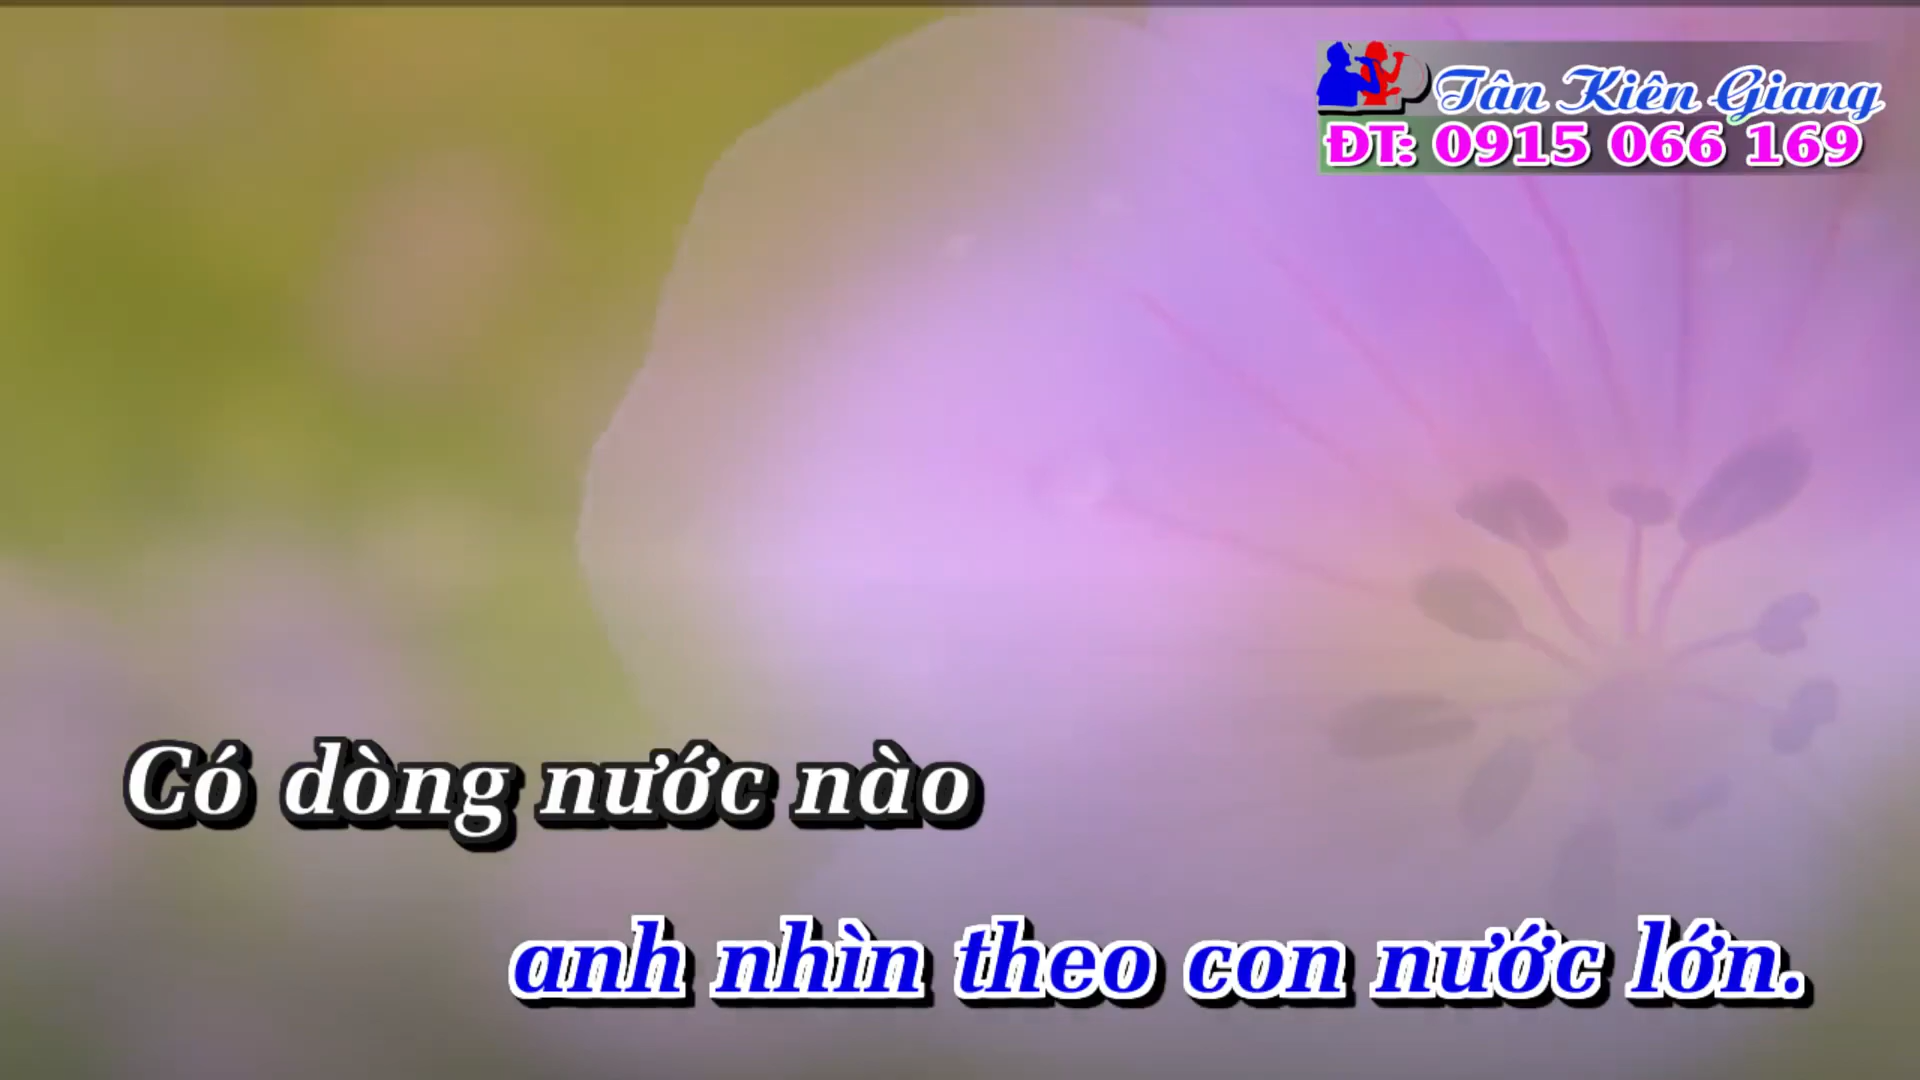 Tân Kiên Giang
ĐT: 0915 066 169
Có dòng nước nào
anh nhìn theo con nước lớn.